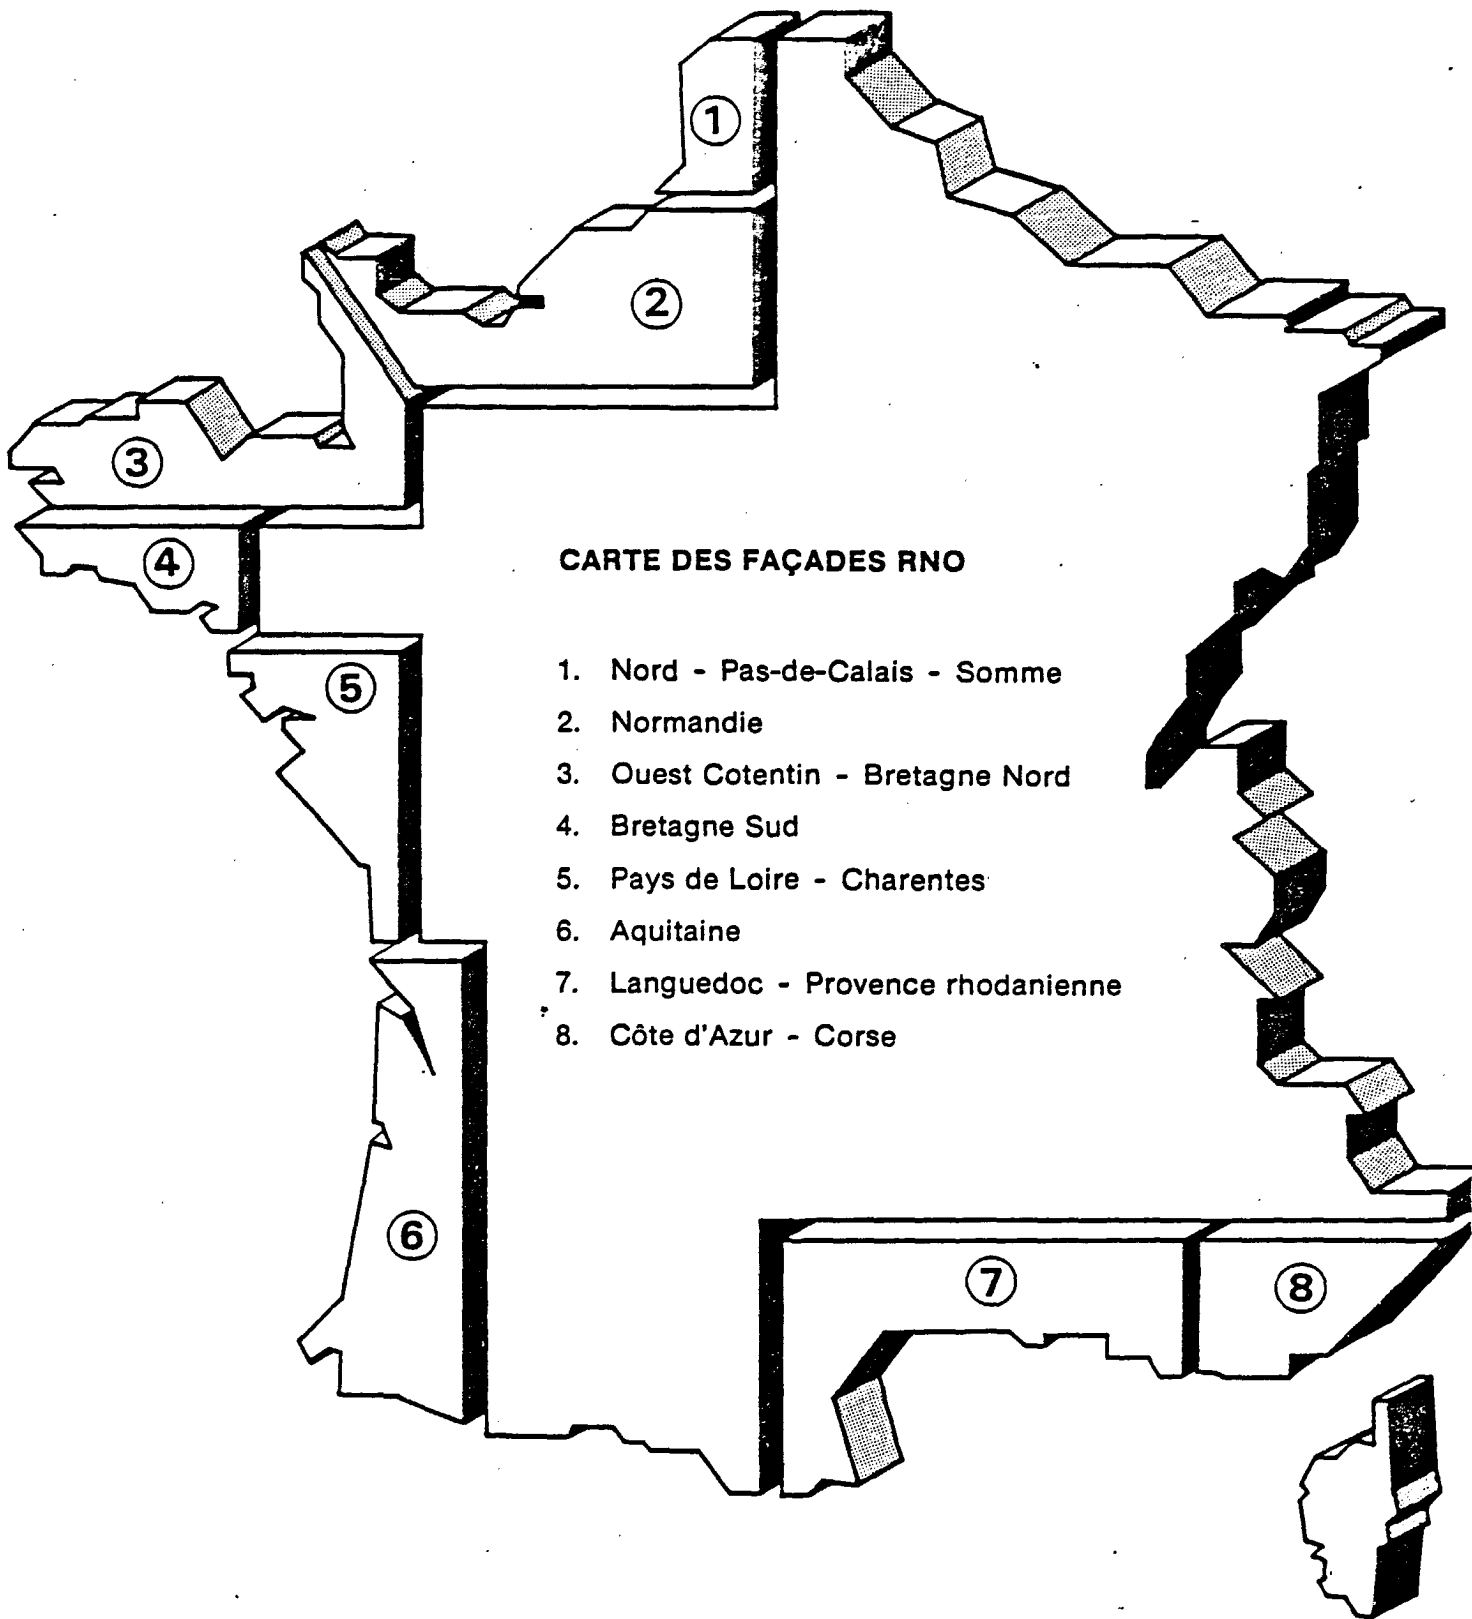 1
2
3
4
CARTE DES FAÇADES RNO
5
1. Nord - Pas-de-Calais - Somme
2. Normandie
3. Ouest Cotentin - Bretagne Nord
4. Bretagne Sud
5. Pays de Loire - Charentes
6. Aquitaine
7. Languedoc - Provence rhodanienne
8. Côte d'Azur - Corse
6
7
8